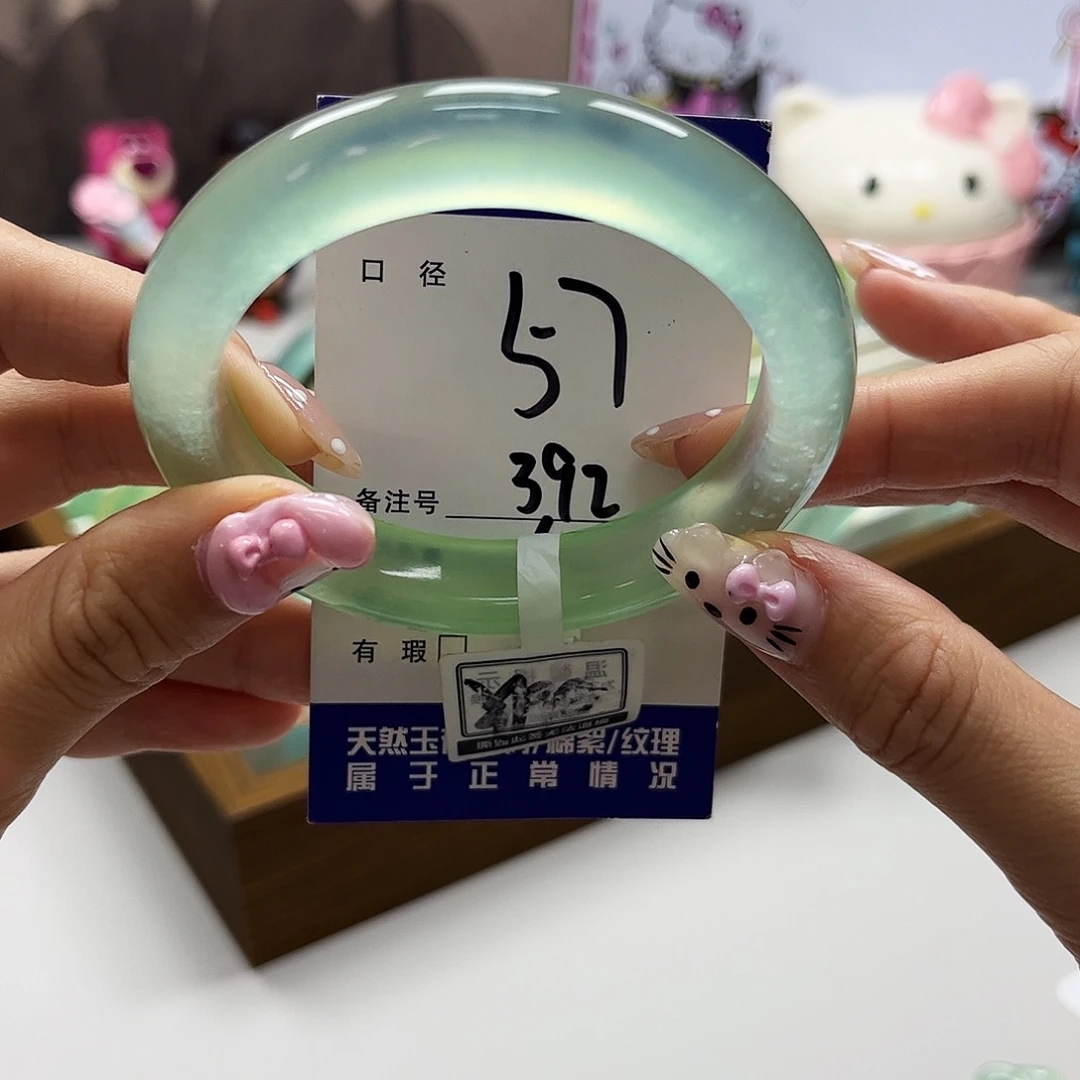 口径
57
备注号 392
有瑕
天然玉 棉絮/纹理
属于正常情况